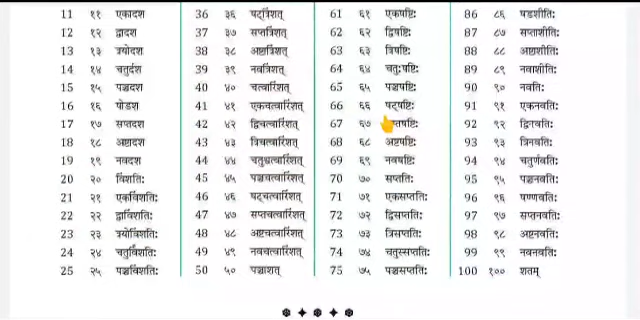 11 ११ एकादश
12 १२ द्वादश
13 १३ त्रयोदश
14 १४ चतुर्दश
15 १५ पञ्चदश
16 १६ षोडश
17 १७ सप्तदश
18 १८ अष्टादश
19 १९ नवदश
20 २० विंशतिः
21 २१ एकविंशतिः
22 २२ द्वाविंशतिः
23 २३ त्रयोविंशतिः
24 २४ चतुर्विंशतिः
25 २५ पञ्चविंशतिः
36 ३६ षट्त्रिंशत्
37 ३७ सप्तत्रिंशत्
38 ३८ अष्टात्रिंशत्
39 ३९ नवत्रिंशत्
40 ४० चत्वारिंशत्
41 ४१ एकचत्वारिंशत्
42 ४२ द्विचत्वारिंशत्
43 ४३ त्रिचत्वारिंशत्
44 ४४ चतुश्चत्वारिंशत्
45 ४५ पञ्चचत्वारिंशत्
46 ४६ षट्चत्वारिंशत्
47 ४७ सप्तचत्वारिंशत्
48 ४८ अष्टचत्वारिंशत्
49 ४९ नवचत्वारिंशत्
50 ५० पञ्चाशत्
61 ६१ एकषष्टिः
62 ६२ द्विषष्टिः
63 ६३ त्रिषष्टिः
64 ६४ चतुःषष्टिः
65 ६५ पञ्चषष्टिः
66 ६६ षट्षष्टिः
67 ६७
68 ६८ अष्टषष्टिः
69 ६९ नवषष्टिः
70 ७० सप्ततिः
71 ७१ एकसप्ततिः
72 ७२ द्विसप्ततिः
73 ७३ त्रिसप्ततिः
74 ७४ चतुस्सप्ततिः
75 ७५ पञ्चसप्ततिः
86 ८६ षडशीतिः
87 ८७ सप्ताशीतिः
88 ८८ अष्टाशीतिः
89 ८९ नवाशीतिः
90 ९० नवतिः
91 ९१ एकनवतिः
92 ९२ द्विनवतिः
93 ९३ त्रिनवतिः
94 ९४ चतुर्णवतिः
95 ९५ पञ्चनवतिः
96 ९६ षण्णवतिः
97 ९७ सप्तनवतिः
98 ९८ अष्टनवतिः
99 ९९ नवनवतिः
100 १०० शतम्